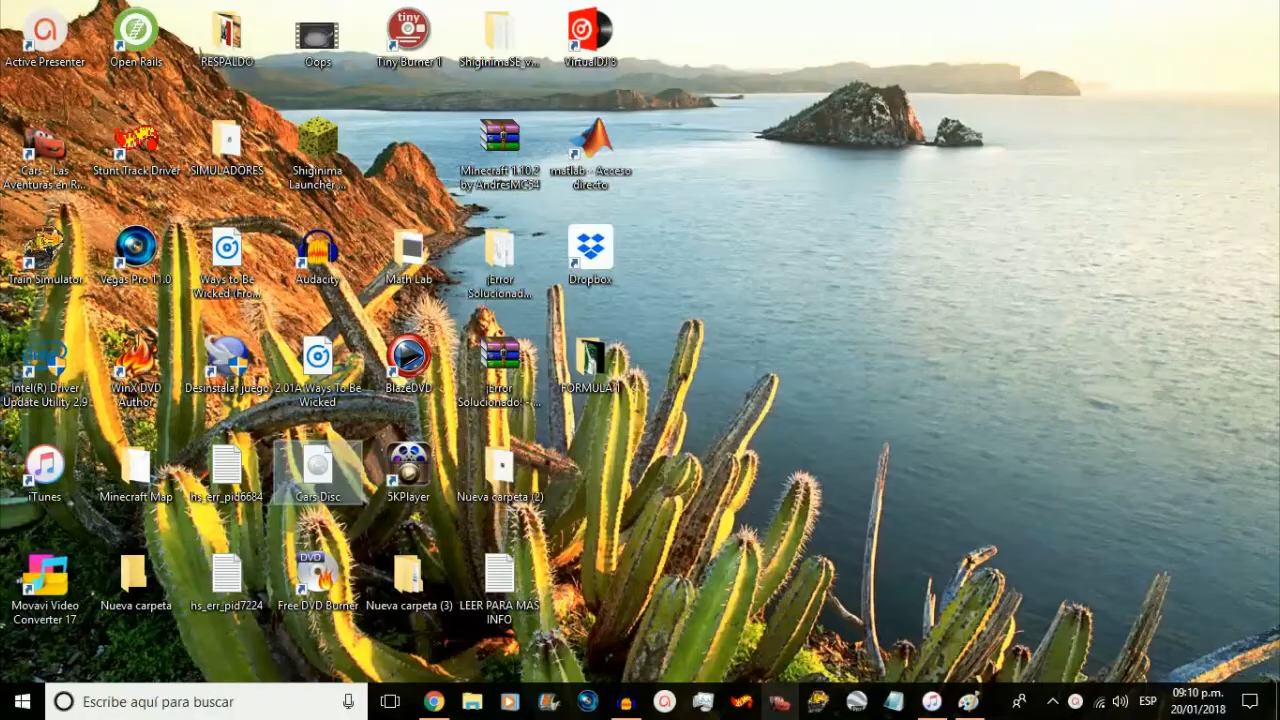 Active Presenter
Open Rails
RESPALDO
Oops
Tiny Burner 1
ShiginimaSE_v...
VirtualDJ 8
Cars - Las
Aventuras en R...
Stunt Track Driver
SIMULADORES
Shiginima
Launcher ...
Minecraft 1.10.2
by AndresMC54
matlab - Acceso
directo
Train Simulator
Vegas Pro 11.0
Ways to Be
Wicked (Fro...
Audacity
Math Lab
¡Error
Solucionad...
Dropbox
Intel(R) Driver
Update Utility 2.9
WinX DVD
Author
Desinstalar juego
2.01A Ways To Be
Wicked
BlazeDVD
¡Error
Solucionado! -...
FORMULA 1
iTunes
Minecraft Map
hs_err_pid6684
Cars Disc
5KPlayer
Nueva carpeta (2)
Movavi Video
Converter 17
Nueva carpeta
hs_err_pid7224
Free DVD Burner
Nueva carpeta (3)
LEER PARA MAS
INFO
Escribe aquí para buscar
ESP
09:10 p.m.
20/01/2018